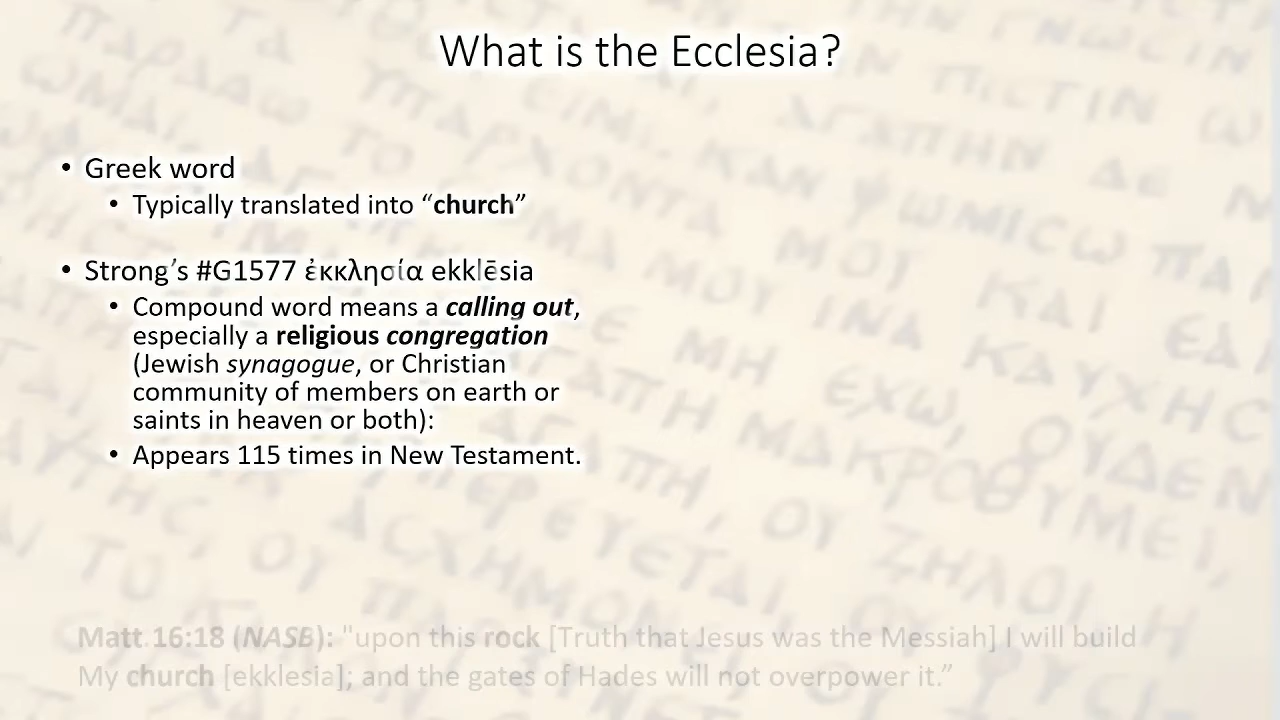 What is the Ecclesia?
• Greek word
• Typically translated into “church”
• Strong’s #G1577 ἐκκλησία ekklēsia
• Compound word means a calling out,
especially a religious congregation
(Jewish synagogue, or Christian
community of members on earth or
saints in heaven or both):
• Appears 115 times in New Testament.
Matt.16:18 (NASB): "upon this rock [Truth that Jesus was the Messiah] I will build
My church [ekklesia]; and the gates of Hades will not overpower it.”